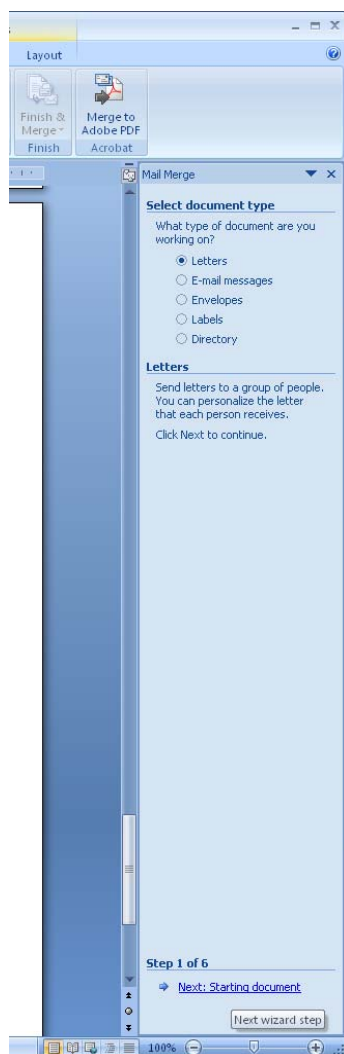 Layout
Finish & Merge to
Merge Adobe PDF
Finish Acrobat
Mail Merge
Select document type
What type of document are you
working on?
Letters
E-mail messages
Envelopes
Labels
Directory
Letters
Send letters to a group of people.
You can personalize the letter
that each person receives.
Click Next to continue.
Step 1 of 6
Next: Starting document
Next wizard step
100%